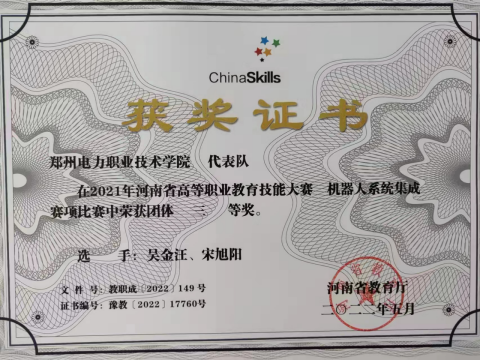 ChinaSkills
获奖证书
郑州电力职业技术学院 代表队
在2021年河南省高等职业教育技能大赛 机器人系统集成
赛项比赛中荣获团体 三 等奖。
选 手：吴金汪、宋旭阳
文 件 号：教职成〔2022〕149号
证书编号：豫教〔2022〕17760号
河南省教育厅
二〇二二年五月